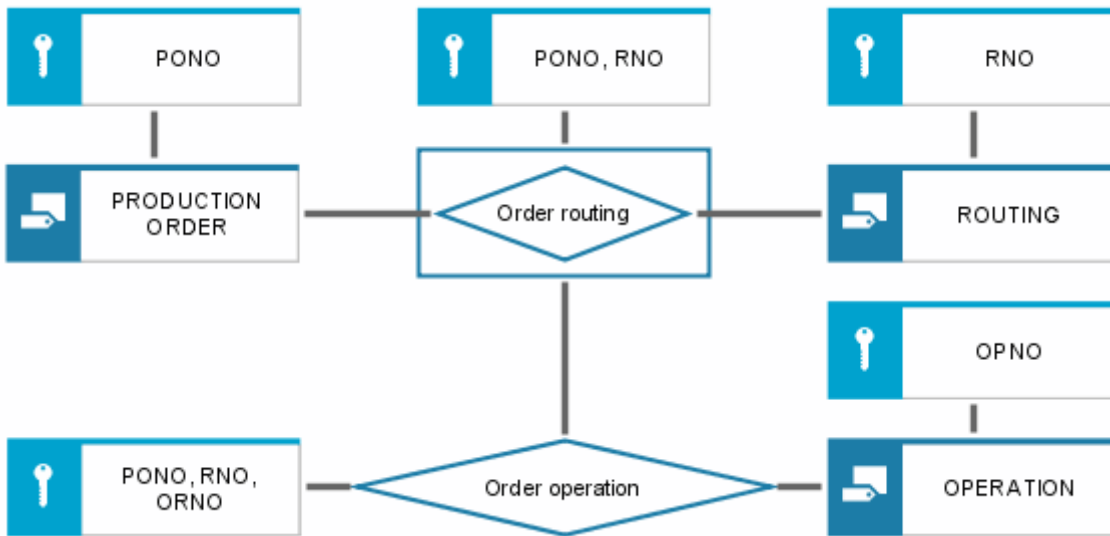 PONO
PONO, RNO
RNO
PRODUCTION
ORDER
Order routing
ROUTING
OPNO
PONO, RNO,
ORNO
Order operation
OPERATION